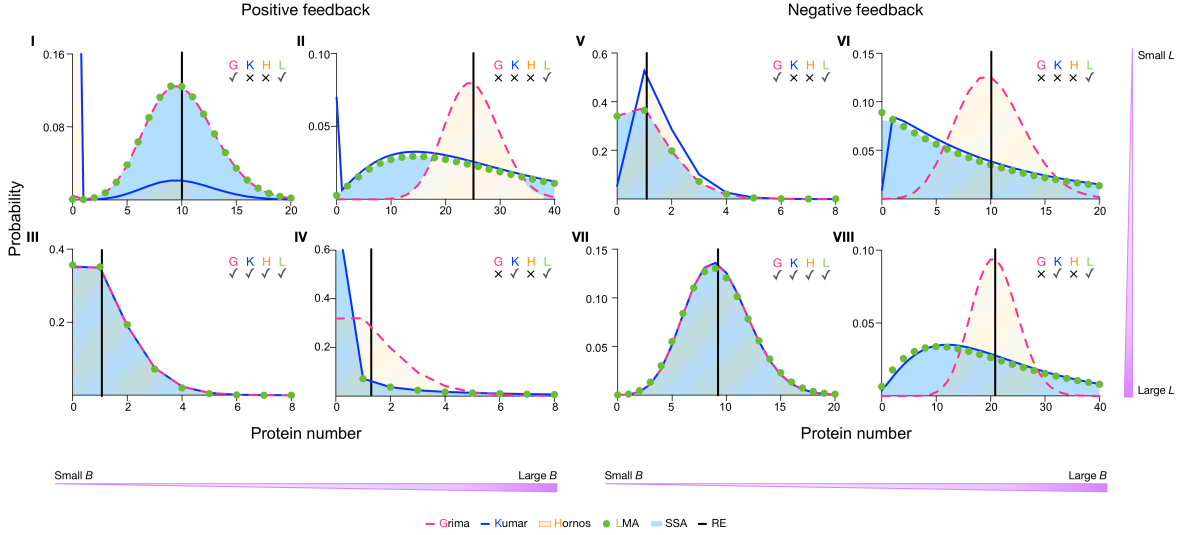 Positive feedback
Negative feedback
Probability
I
0.16
0.08
0 5 10 15 20
G K H L
✓ × × ✓
II
0.10
0.05
0 10 20 30 40
G K H L
× × × ✓
V
0.6
0.4
0.2
0 2 4 6 8
G K H L
✓ × × ✓
VI
0.15
0.10
0.05
0 5 10 15 20
G K H L
× × × ✓
Small L
III
0.4
0.2
0 2 4 6 8
G K H L
✓ ✓ ✓ ✓
IV
0.6
0.4
0.2
0 2 4 6 8
G K H L
× ✓ × ✓
VII
0.15
0.10
0.05
0 5 10 15 20
G K H L
✓ ✓ ✓ ✓
VIII
0.10
0.05
0 10 20 30 40
G K H L
× ✓ × ✓
Large L
Protein number
Protein number
Small B Large B
Small B Large B
Grima Kumar Hornos LMA SSA RE